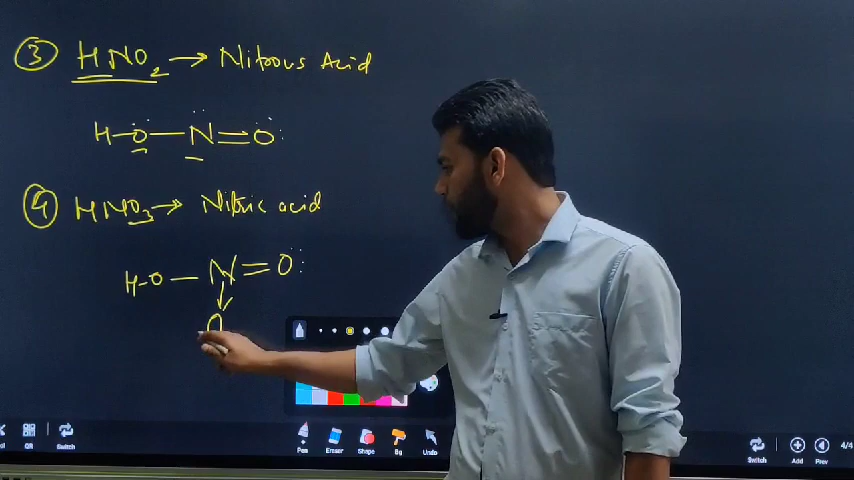 ③ HNO₂ → Nitrous Acid
H-O-N=O:
④ HNO₃ → Nitric acid
H-O-N=O:
↓
O
QR Switch Pen Eraser Shape Bg Undo Switch Add Prev 4/4